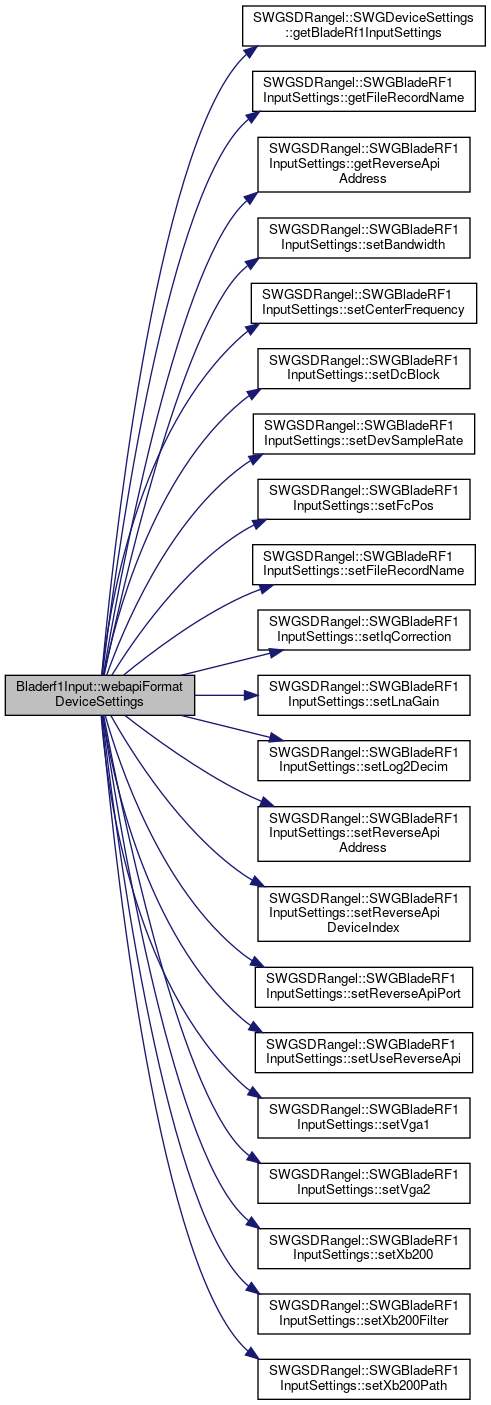 SWGSDRangel::SWGDeviceSettings
::getBladeRf1InputSettings
SWGSDRangel::SWGBladeRF1
InputSettings::getFileRecordName
SWGSDRangel::SWGBladeRF1
InputSettings::getReverseApi
Address
SWGSDRangel::SWGBladeRF1
InputSettings::setBandwidth
SWGSDRangel::SWGBladeRF1
InputSettings::setCenterFrequency
SWGSDRangel::SWGBladeRF1
InputSettings::setDcBlock
SWGSDRangel::SWGBladeRF1
InputSettings::setDevSampleRate
SWGSDRangel::SWGBladeRF1
InputSettings::setFcPos
SWGSDRangel::SWGBladeRF1
InputSettings::setFileRecordName
SWGSDRangel::SWGBladeRF1
InputSettings::setIqCorrection
Bladerf1Input::webapiFormat
DeviceSettings
SWGSDRangel::SWGBladeRF1
InputSettings::setLnaGain
SWGSDRangel::SWGBladeRF1
InputSettings::setLog2Decim
SWGSDRangel::SWGBladeRF1
InputSettings::setReverseApi
Address
SWGSDRangel::SWGBladeRF1
InputSettings::setReverseApi
DeviceIndex
SWGSDRangel::SWGBladeRF1
InputSettings::setReverseApiPort
SWGSDRangel::SWGBladeRF1
InputSettings::setUseReverseApi
SWGSDRangel::SWGBladeRF1
InputSettings::setVga1
SWGSDRangel::SWGBladeRF1
InputSettings::setVga2
SWGSDRangel::SWGBladeRF1
InputSettings::setXb200
SWGSDRangel::SWGBladeRF1
InputSettings::setXb200Filter
SWGSDRangel::SWGBladeRF1
InputSettings::setXb200Path